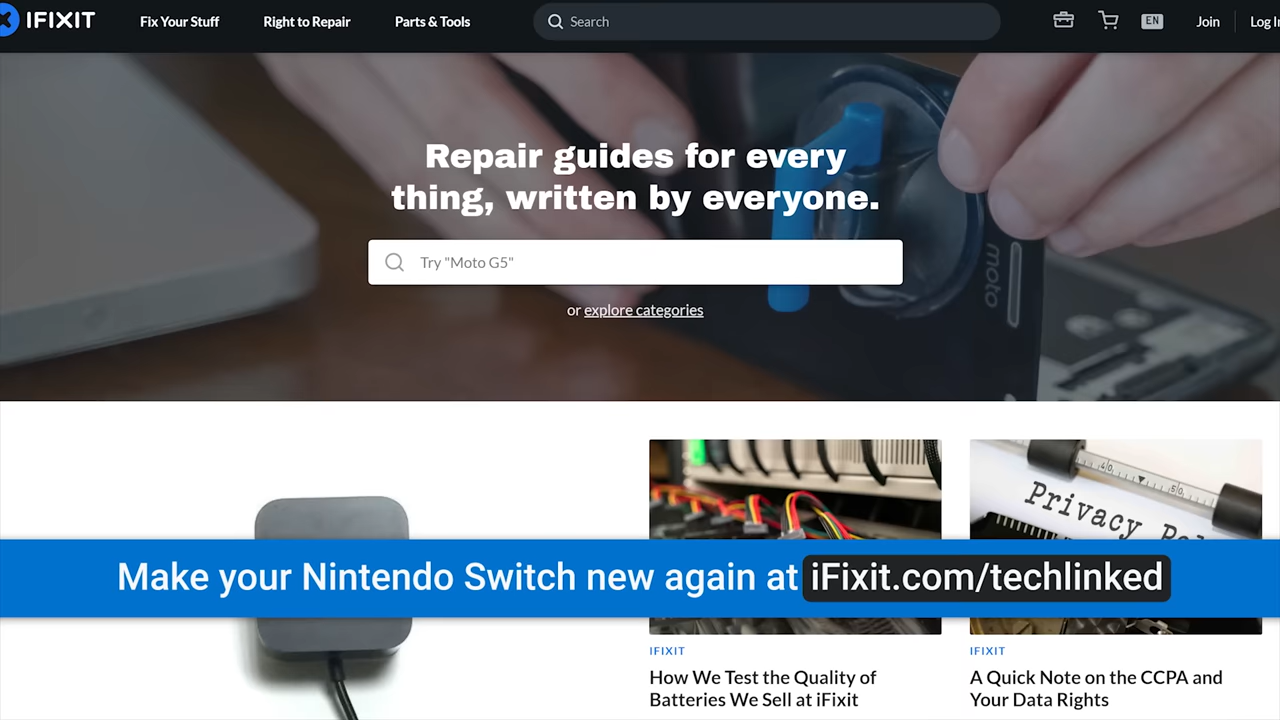 IFIXIT
Fix Your Stuff
Right to Repair
Parts & Tools
Search
EN
Join
Repair guides for every
thing, written by everyone.
Try "Moto G5"
or explore categories
moto
40
50
Privacy
Make your Nintendo Switch new again at iFixit.com/techlinked
IFIXIT
How We Test the Quality of
Batteries We Sell at iFixit
IFIXIT
A Quick Note on the CCPA and
Your Data Rights